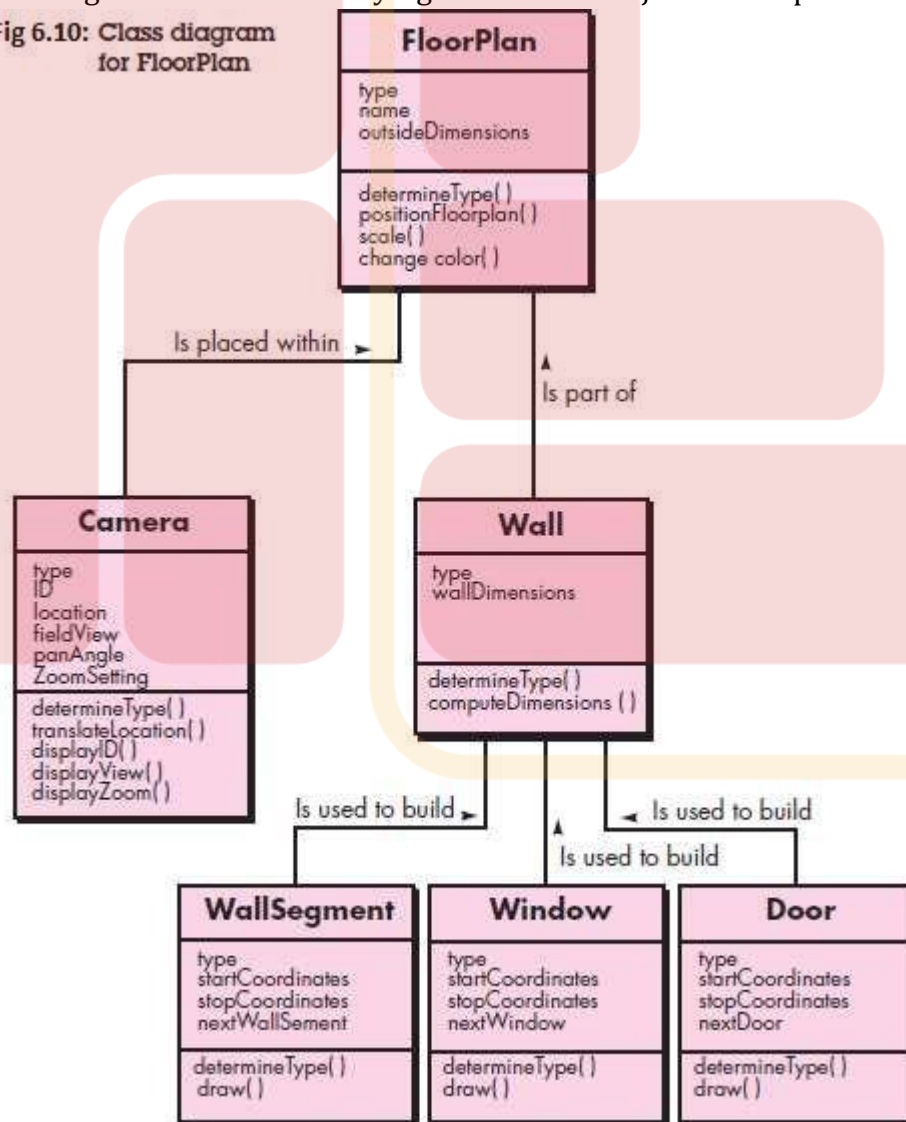 Fig 6.10: Class diagram
for FloorPlan
FloorPlan
type
name
outsideDimensions
determineType( )
positionFloorplan( )
scale( )
change color( )
Is placed within
Is part of
Camera
type
ID
location
fieldView
panAngle
ZoomSetting
determineType( )
translateLocation( )
displayID( )
displayView( )
displayZoom( )
Wall
type
wallDimensions
determineType( )
computeDimensions ( )
Is used to build
Is used to build
Is used to build
WallSegment
type
startCoordinates
stopCoordinates
nextWallSement
determineType( )
draw( )
Window
type
startCoordinates
stopCoordinates
nextWindow
determineType( )
draw( )
Door
type
startCoordinates
stopCoordinates
nextDoor
determineType( )
draw( )